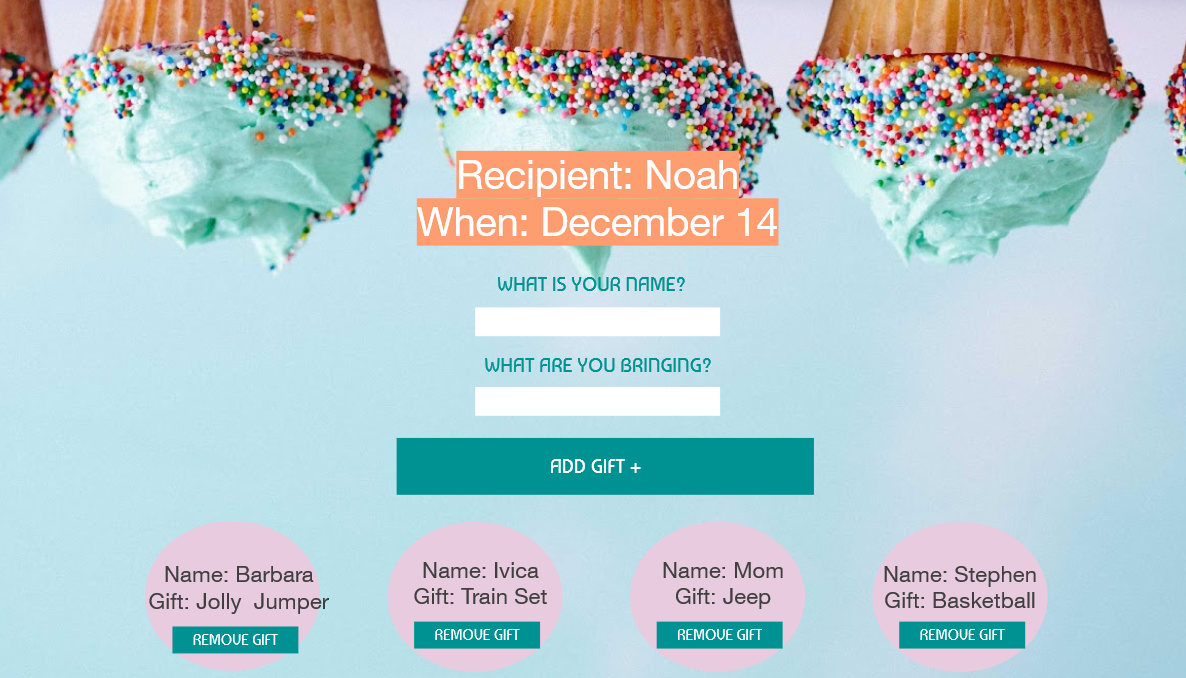 Recipient: Noah
When: December 14
WHAT IS YOUR NAME?
WHAT ARE YOU BRINGING?
ADD GIFT +
Name: Barbara
Gift: Jolly  Jumper
REMOVE GIFT
Name: Ivica
Gift: Train Set
REMOVE GIFT
Name: Mom
Gift: Jeep
REMOVE GIFT
Name: Stephen
Gift: Basketball
REMOVE GIFT